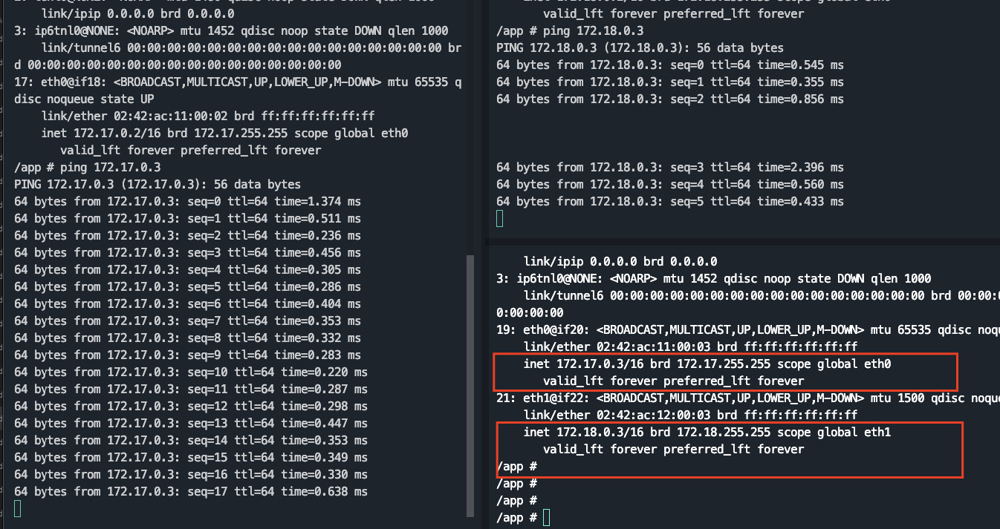 link/ipip 0.0.0.0 brd 0.0.0.0
3: ip6tnl0@NONE: <NOARP> mtu 1452 qdisc noop state DOWN qlen 1000
link/tunnel6 00:00:00:00:00:00:00:00:00:00:00:00:00:00:00:00 br
d 00:00:00:00:00:00:00:00:00:00:00:00:00:00:00:00
17: eth0@if18: <BROADCAST,MULTICAST,UP,LOWER_UP,M-DOWN> mtu 65535 q
disc noqueue state UP
link/ether 02:42:ac:11:00:02 brd ff:ff:ff:ff:ff:ff
inet 172.17.0.2/16 brd 172.17.255.255 scope global eth0
valid_lft forever preferred_lft forever
/app # ping 172.17.0.3
PING 172.17.0.3 (172.17.0.3): 56 data bytes
64 bytes from 172.17.0.3: seq=0 ttl=64 time=1.374 ms
64 bytes from 172.17.0.3: seq=1 ttl=64 time=0.511 ms
64 bytes from 172.17.0.3: seq=2 ttl=64 time=0.236 ms
64 bytes from 172.17.0.3: seq=3 ttl=64 time=0.456 ms
64 bytes from 172.17.0.3: seq=4 ttl=64 time=0.305 ms
64 bytes from 172.17.0.3: seq=5 ttl=64 time=0.286 ms
64 bytes from 172.17.0.3: seq=6 ttl=64 time=0.404 ms
64 bytes from 172.17.0.3: seq=7 ttl=64 time=0.353 ms
64 bytes from 172.17.0.3: seq=8 ttl=64 time=0.332 ms
64 bytes from 172.17.0.3: seq=9 ttl=64 time=0.283 ms
64 bytes from 172.17.0.3: seq=10 ttl=64 time=0.220 ms
64 bytes from 172.17.0.3: seq=11 ttl=64 time=0.287 ms
64 bytes from 172.17.0.3: seq=12 ttl=64 time=0.298 ms
64 bytes from 172.17.0.3: seq=13 ttl=64 time=0.447 ms
64 bytes from 172.17.0.3: seq=14 ttl=64 time=0.353 ms
64 bytes from 172.17.0.3: seq=15 ttl=64 time=0.349 ms
64 bytes from 172.17.0.3: seq=16 ttl=64 time=0.330 ms
64 bytes from 172.17.0.3: seq=17 ttl=64 time=0.638 ms
valid_lft forever preferred_lft forever
/app # ping 172.18.0.3
PING 172.18.0.3 (172.18.0.3): 56 data bytes
64 bytes from 172.18.0.3: seq=0 ttl=64 time=0.545 ms
64 bytes from 172.18.0.3: seq=1 ttl=64 time=0.355 ms
64 bytes from 172.18.0.3: seq=2 ttl=64 time=0.856 ms
64 bytes from 172.18.0.3: seq=3 ttl=64 time=2.396 ms
64 bytes from 172.18.0.3: seq=4 ttl=64 time=0.560 ms
64 bytes from 172.18.0.3: seq=5 ttl=64 time=0.433 ms
link/ipip 0.0.0.0 brd 0.0.0.0
3: ip6tnl0@NONE: <NOARP> mtu 1452 qdisc noop state DOWN qlen 1000
link/tunnel6 00:00:00:00:00:00:00:00:00:00:00:00:00:00:00:00 brd 00:00:
0:00:00:00
19: eth0@if20: <BROADCAST,MULTICAST,UP,LOWER_UP,M-DOWN> mtu 65535 qdisc noqu
link/ether 02:42:ac:11:00:03 brd ff:ff:ff:ff:ff:ff
inet 172.17.0.3/16 brd 172.17.255.255 scope global eth0
valid_lft forever preferred_lft forever
21: eth1@if22: <BROADCAST,MULTICAST,UP,LOWER_UP,M-DOWN> mtu 1500 qdisc noque
link/ether 02:42:ac:12:00:03 brd ff:ff:ff:ff:ff:ff
inet 172.18.0.3/16 brd 172.18.255.255 scope global eth1
valid_lft forever preferred_lft forever
/app #
/app #
/app #
/app #